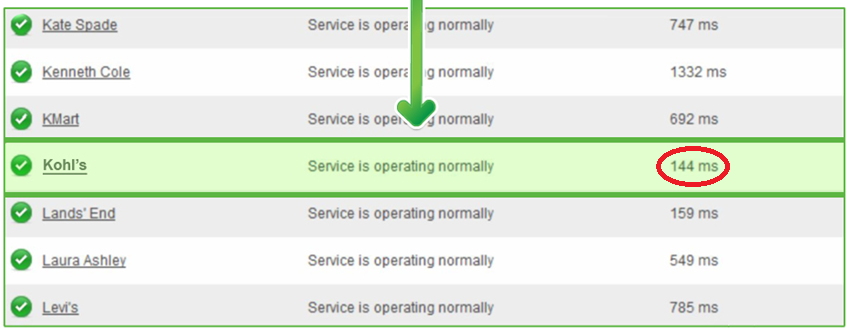 Kate Spade Service is operating normally 747 ms
Kenneth Cole Service is operating normally 1332 ms
KMart Service is operating normally 692 ms
Kohl's Service is operating normally 144 ms
Lands' End Service is operating normally 159 ms
Laura Ashley Service is operating normally 549 ms
Levi's Service is operating normally 785 ms